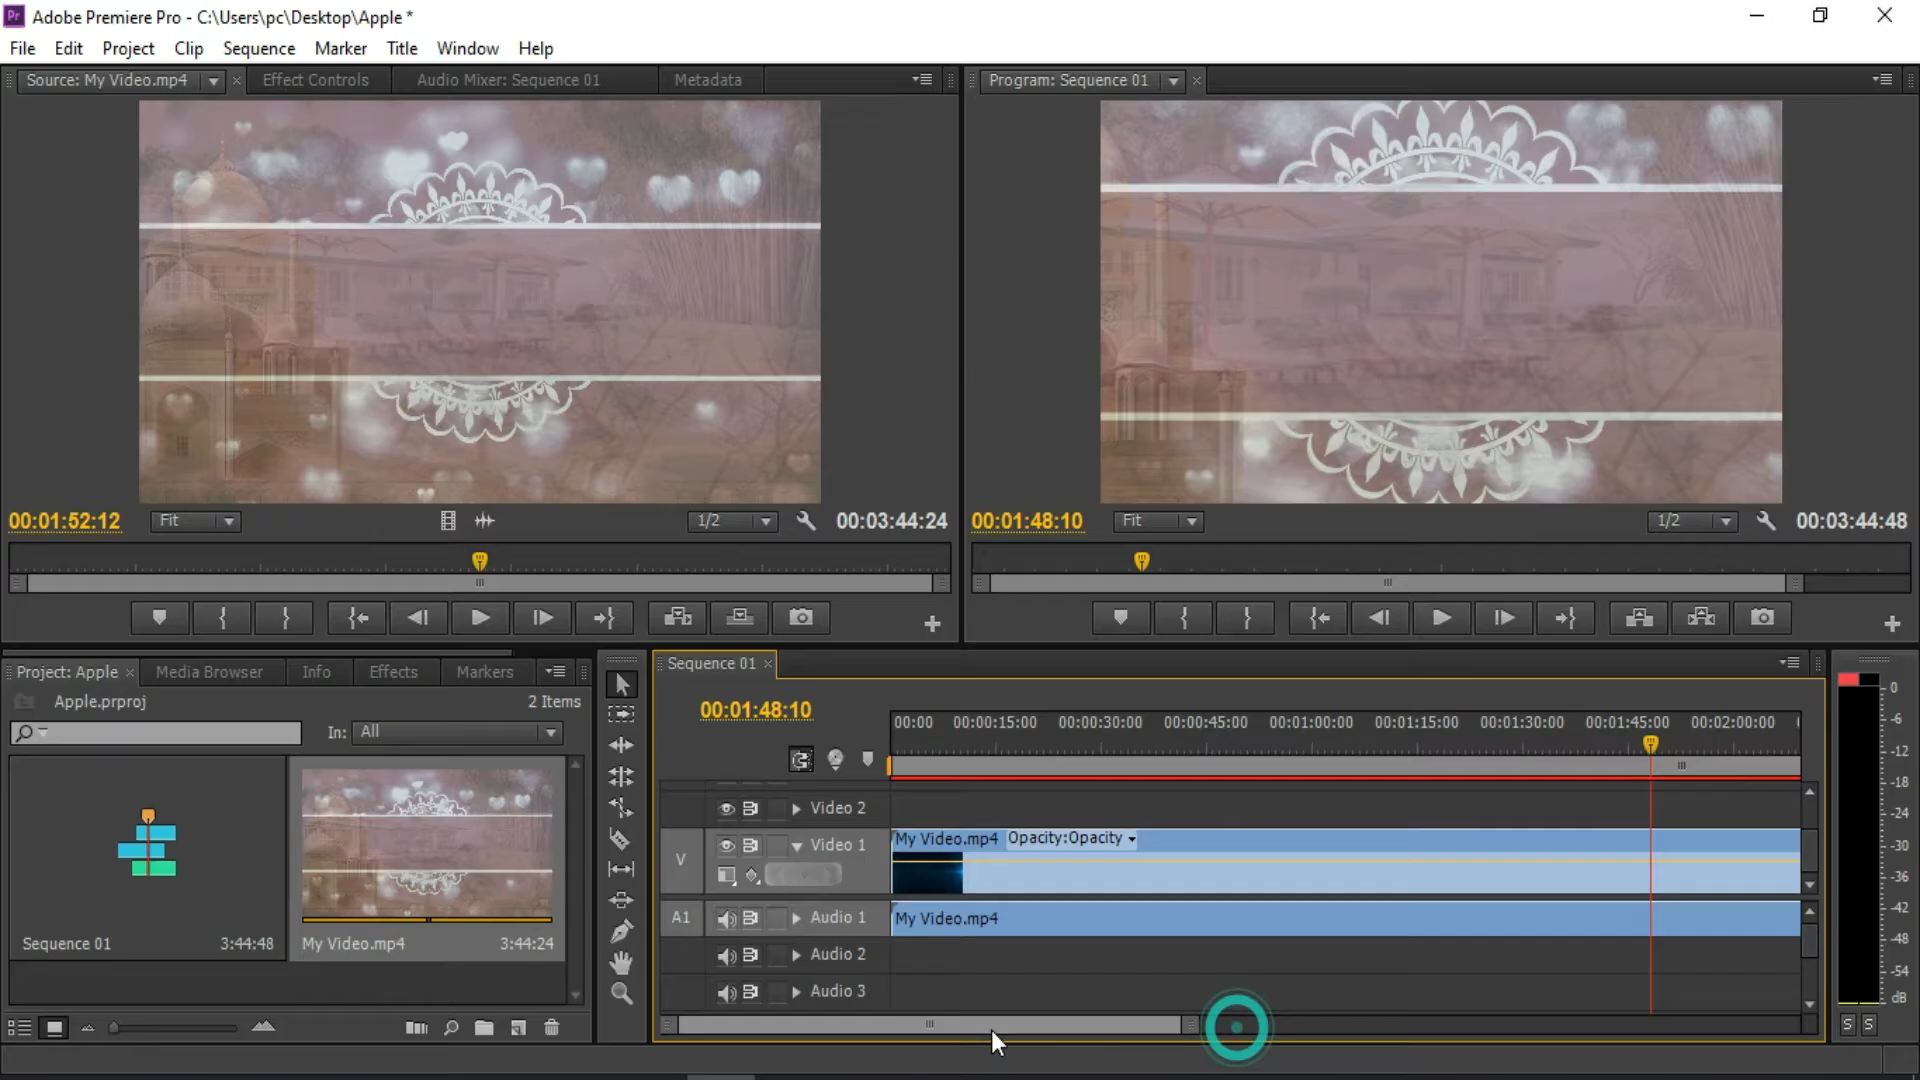 Pr Adobe Premiere Pro - C:\Users\pc\Desktop\Apple *
File Edit Project Clip Sequence Marker Title Window Help
Source: My Video.mp4 Effect Controls Audio Mixer: Sequence 01 Metadata
Program: Sequence 01
00:01:52:12 Fit 1/2 00:03:44:24
00:01:48:10 Fit 1/2 00:03:44:48
Project: Apple Media Browser Info Effects Markers
Apple.prproj 2 Items
In: All
Sequence 01 3:44:48
My Video.mp4 3:44:24
Sequence 01
00:01:48:10
00:00 00:00:15:00 00:00:30:00 00:00:45:00 00:01:00:00 00:01:15:00 00:01:30:00 00:01:45:00 00:02:00:00
Video 2
V Video 1 My Video.mp4 Opacity:Opacity
A1 Audio 1 My Video.mp4
Audio 2
Audio 3
0
-6
-12
-18
-24
-30
-36
-42
-48
-54
dB
S S